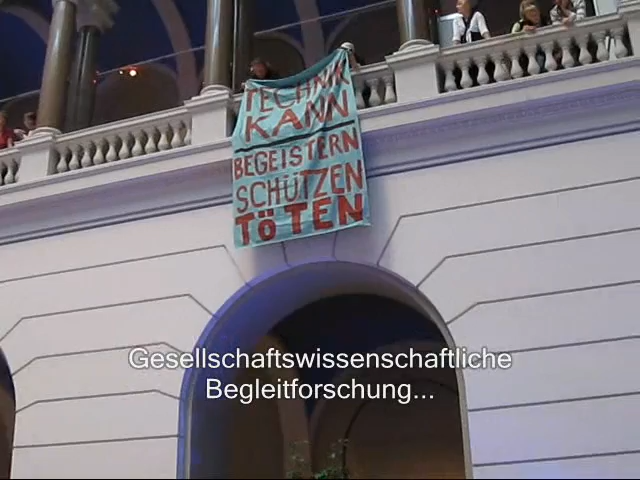 TECHNIK
KANN
BEGEISTERN
SCHÜTZEN
TÖTEN
Gesellschaftswissenschaftliche
Begleitforschung...